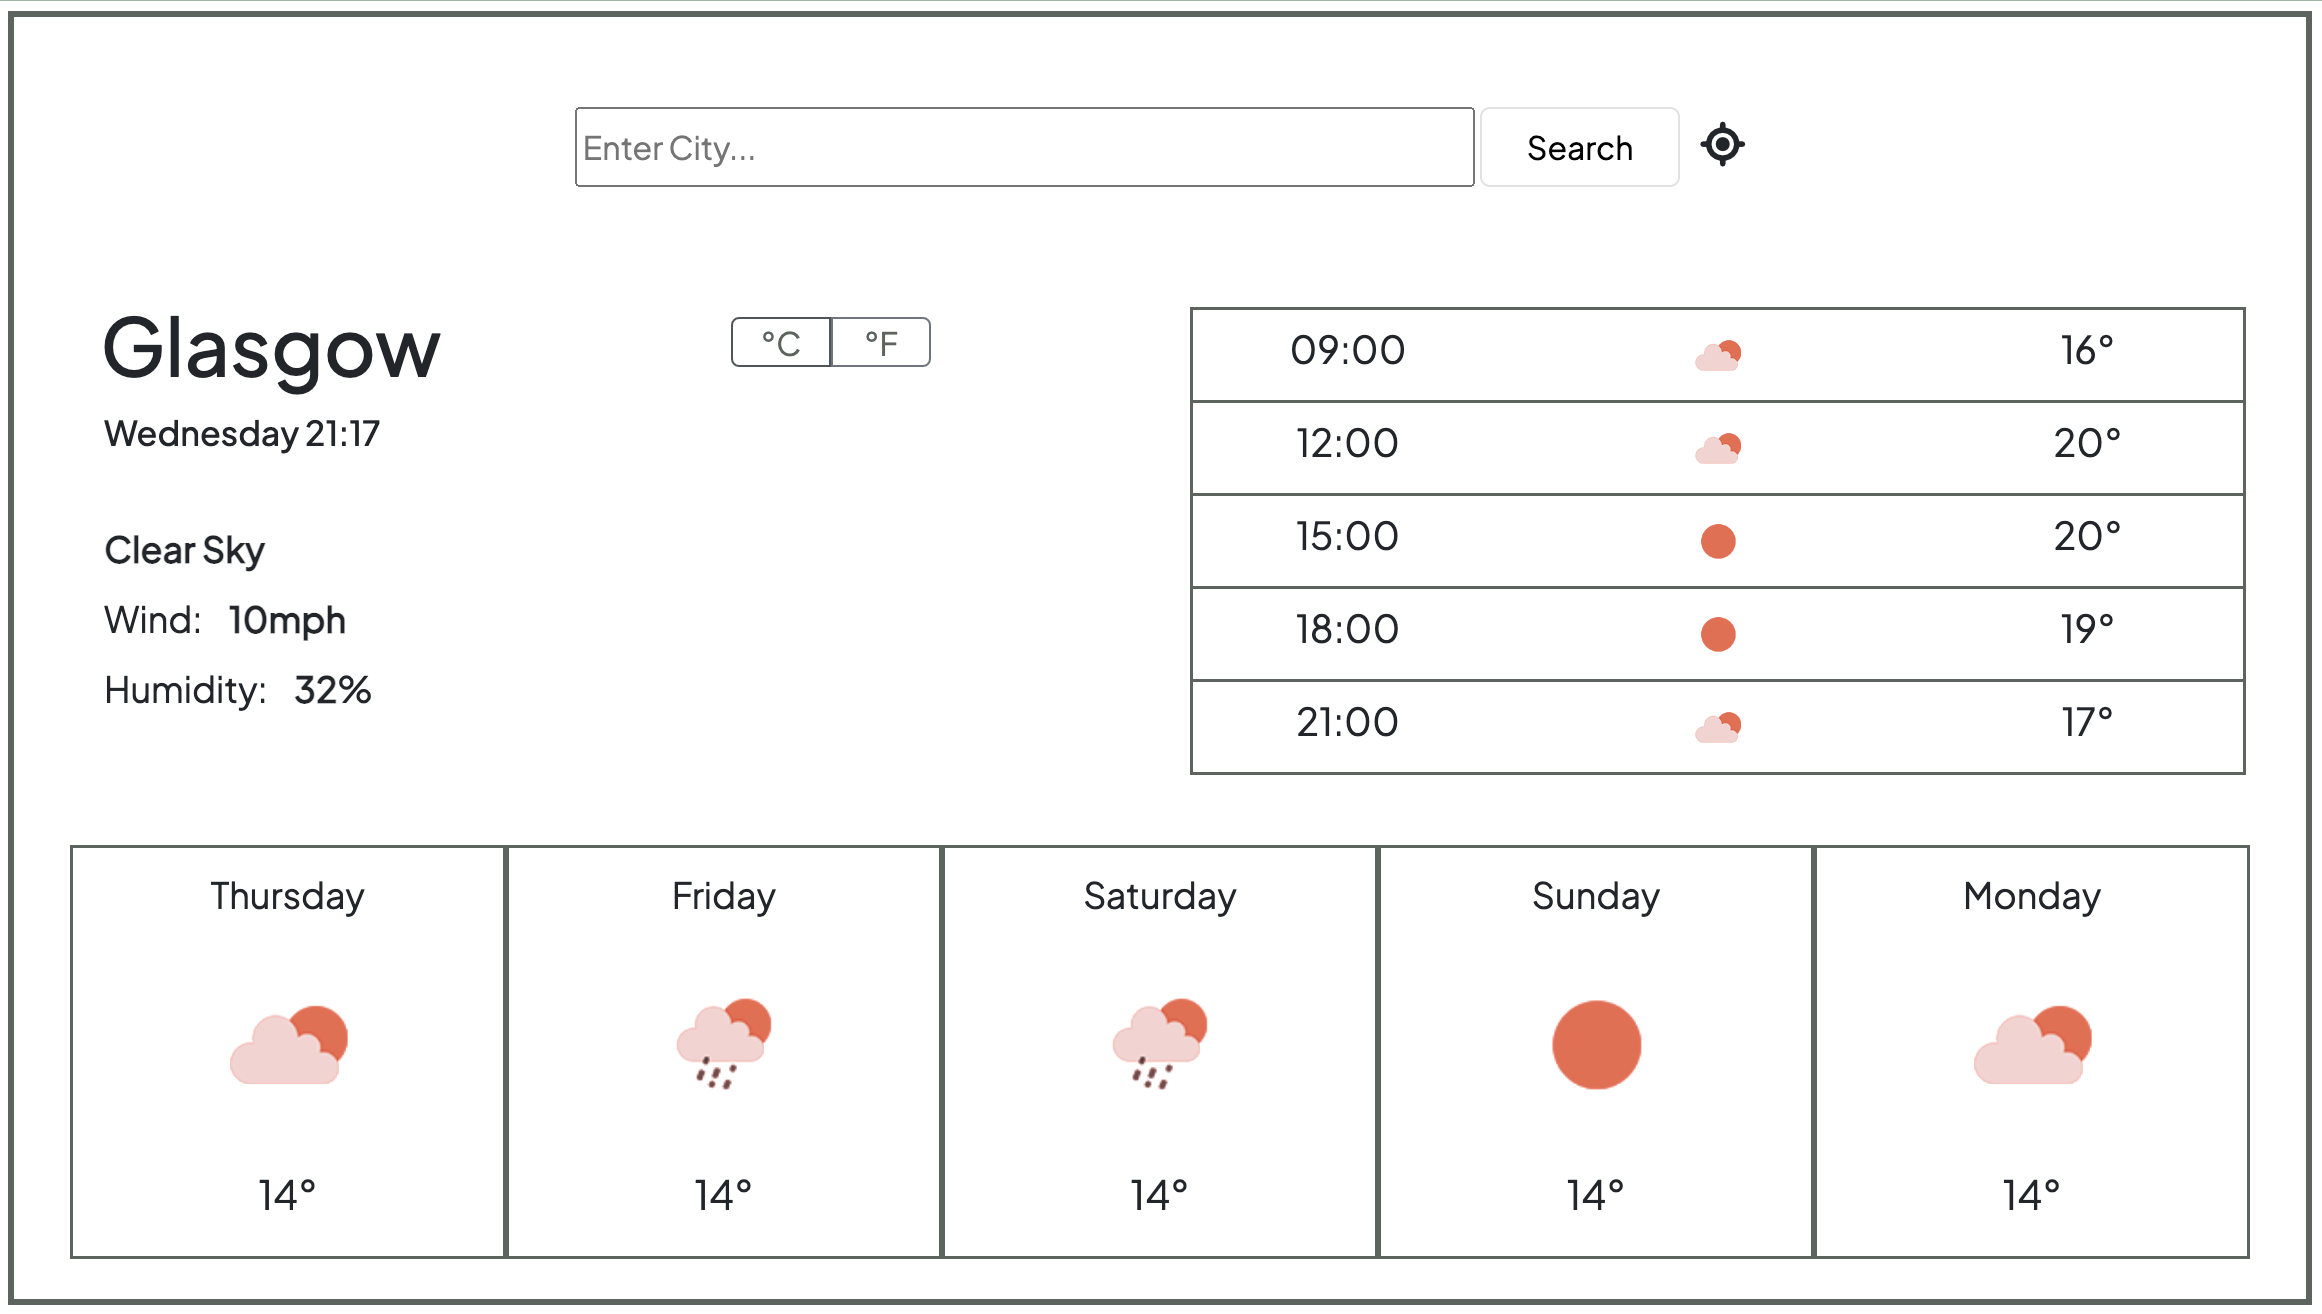 Enter City...
Search
Glasgow
°C
°F
Wednesday 21:17
Clear Sky
Wind: 10mph
Humidity: 32%
09:00 16°
12:00 20°
15:00 20°
18:00 19°
21:00 17°
Thursday
14°
Friday
14°
Saturday
14°
Sunday
14°
Monday
14°